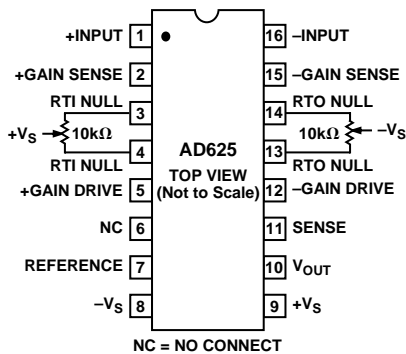 +INPUT 1 16 –INPUT
+GAIN SENSE 2 15 –GAIN SENSE
RTI NULL 3 14 RTO NULL
+VS 10kΩ 10kΩ –VS
RTI NULL 4 13 RTO NULL
AD625
TOP VIEW
(Not to Scale)
+GAIN DRIVE 5 12 –GAIN DRIVE
NC 6 11 SENSE
REFERENCE 7 10 VOUT
–VS 8 9 +VS
NC = NO CONNECT